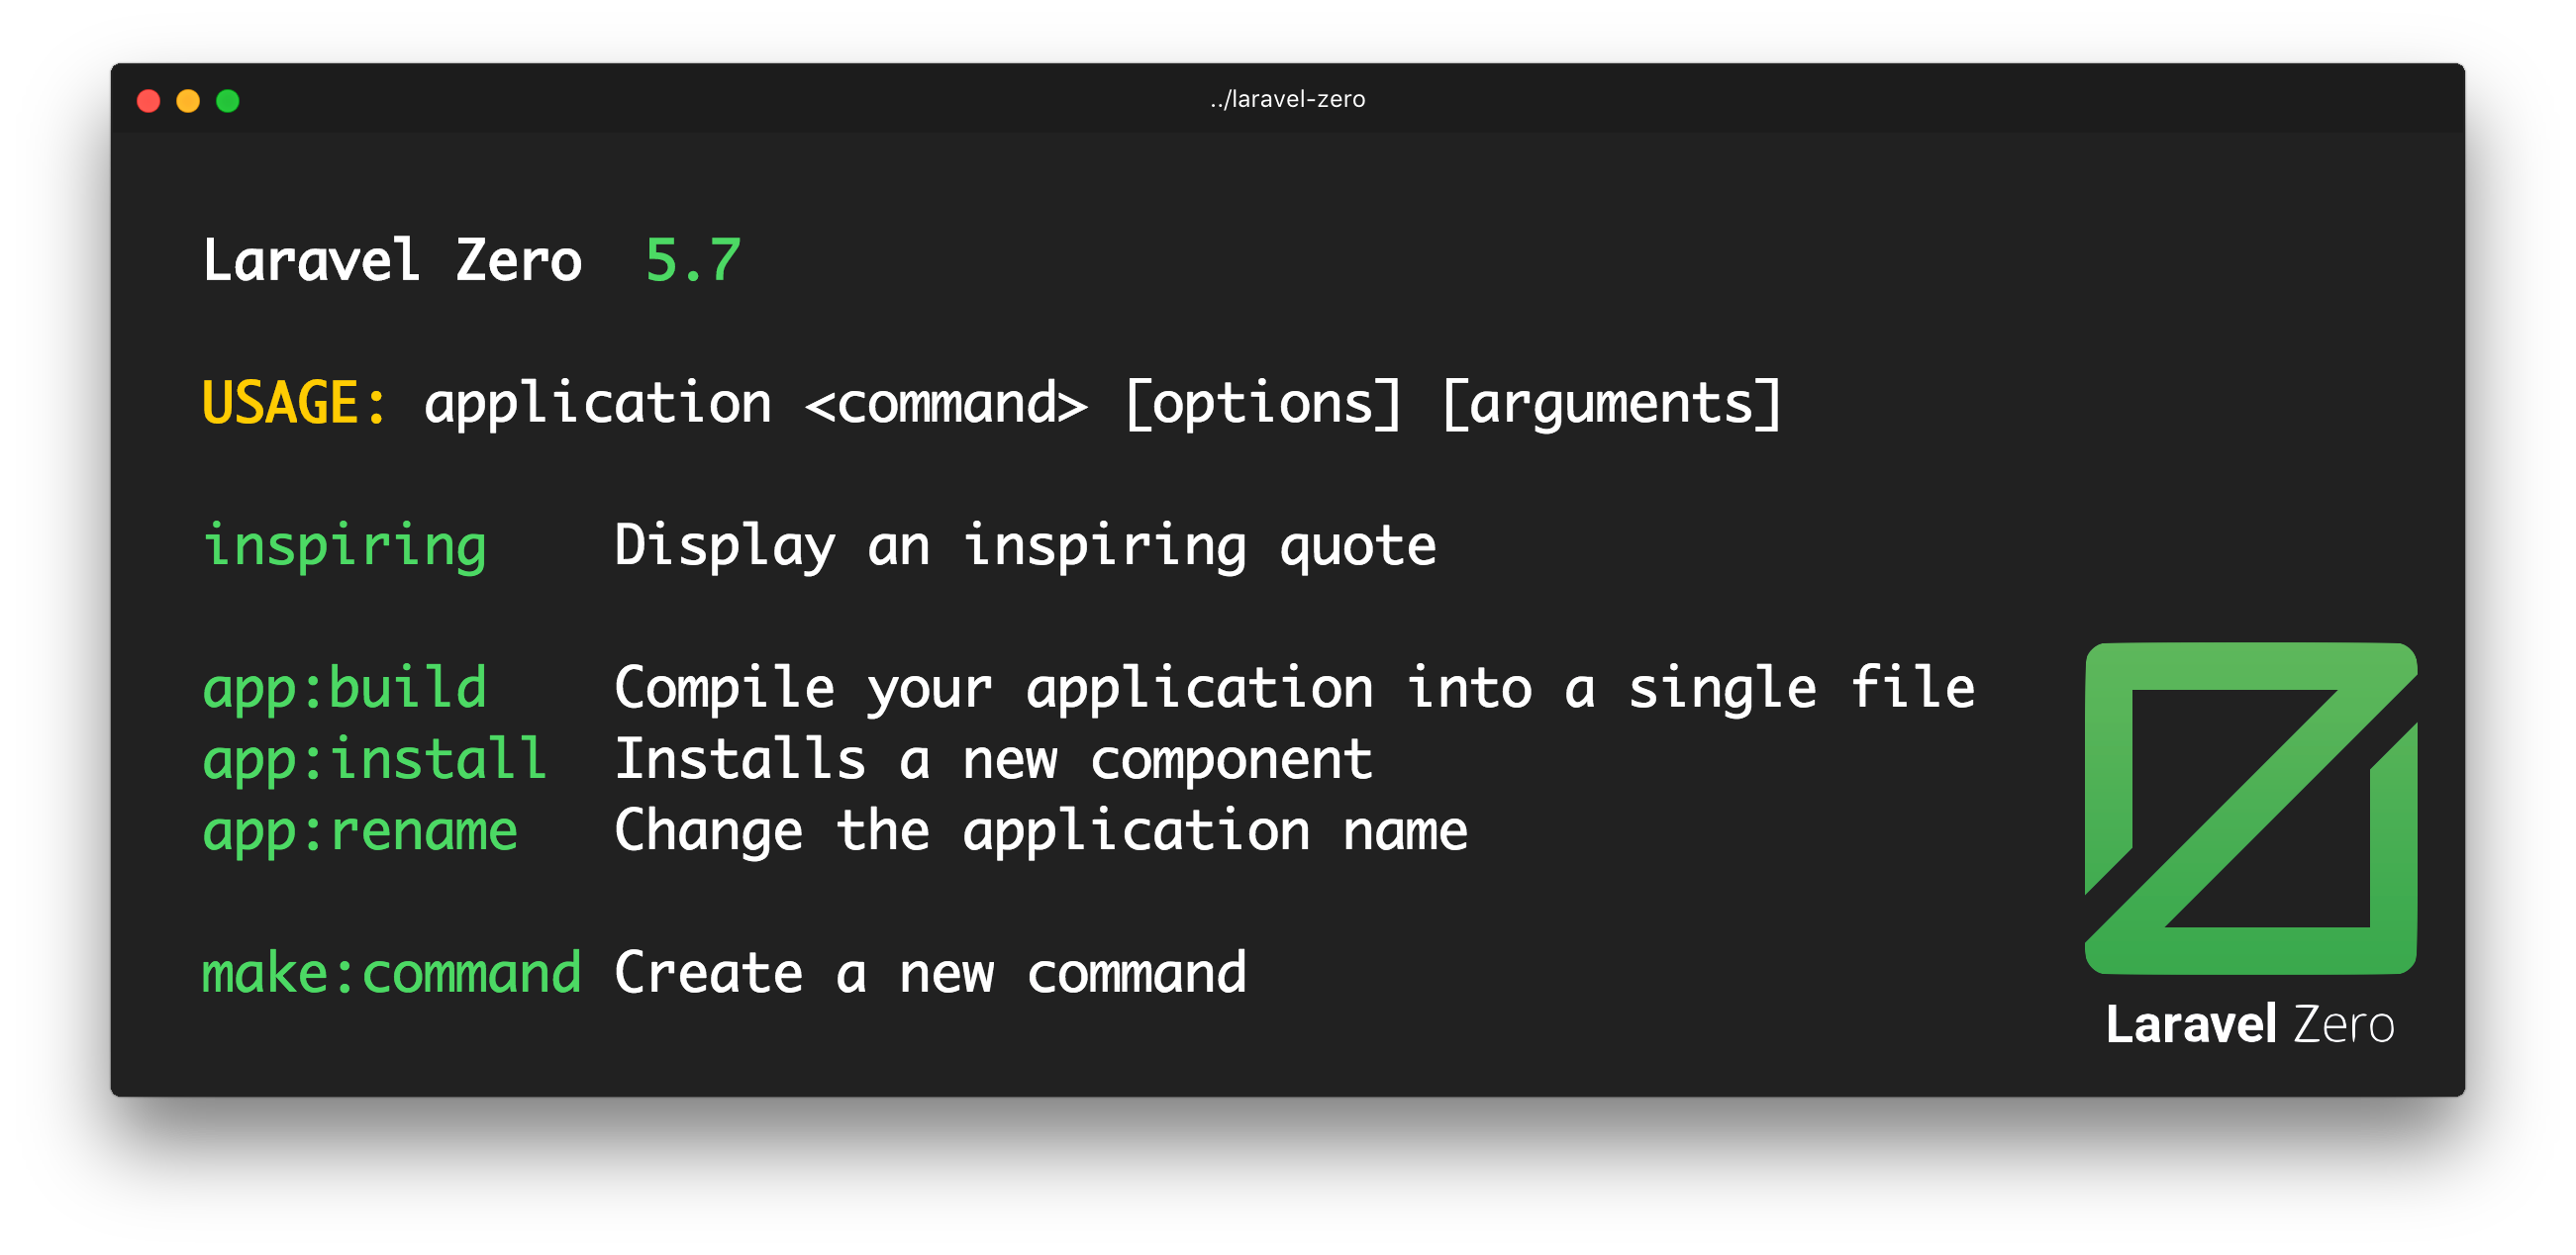 ../laravel-zero
Laravel Zero 5.7
USAGE: application <command> [options] [arguments]
inspiring Display an inspiring quote
app:build Compile your application into a single file
app:install Installs a new component
app:rename Change the application name
make:command Create a new command
Laravel Zero